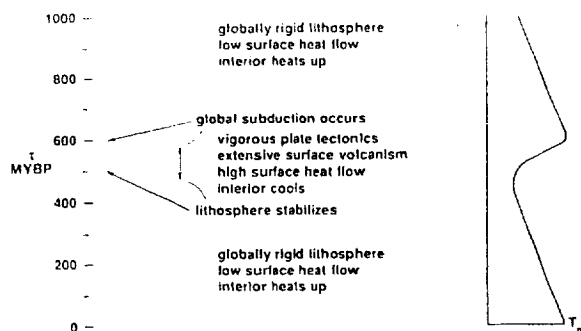 1000
globally rigid lithosphere
low surface heat flow
800
interior heats up
global subduction occurs
600
vigorous plate tectonics
τ
MYBP
extensive surface volcanism
high surface heat flow
interior cools
400
lithosphere stabilizes
globally rigid lithosphere
200
low surface heat flow
interior heats up
0